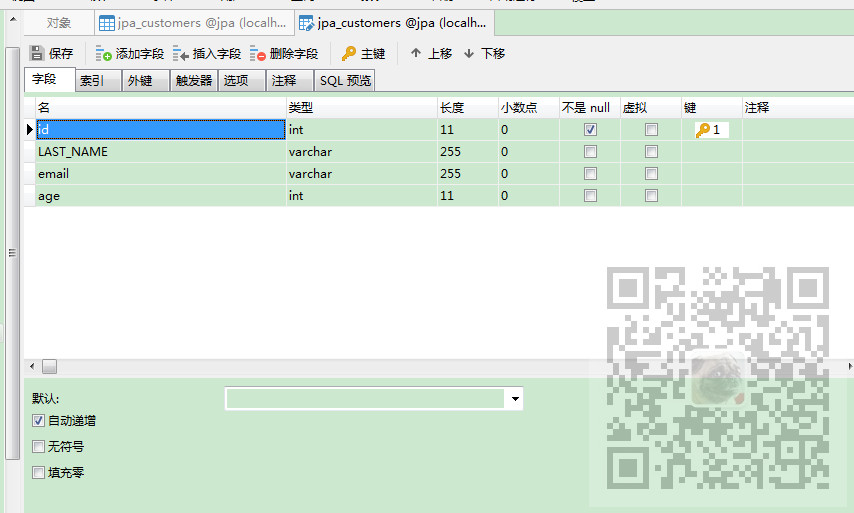 对象 jpa_customers @jpa (localh... jpa_customers @jpa (localh...
保存 添加字段 插入字段 删除字段 主键 上移 下移
字段 索引 外键 触发器 选项 注释 SQL 预览
名 类型 长度 小数点 不是 null 虚拟 键 注释
id int 11 0 1
LAST_NAME varchar 255 0
email varchar 255 0
age int 11 0
默认:
自动递增
无符号
填充零